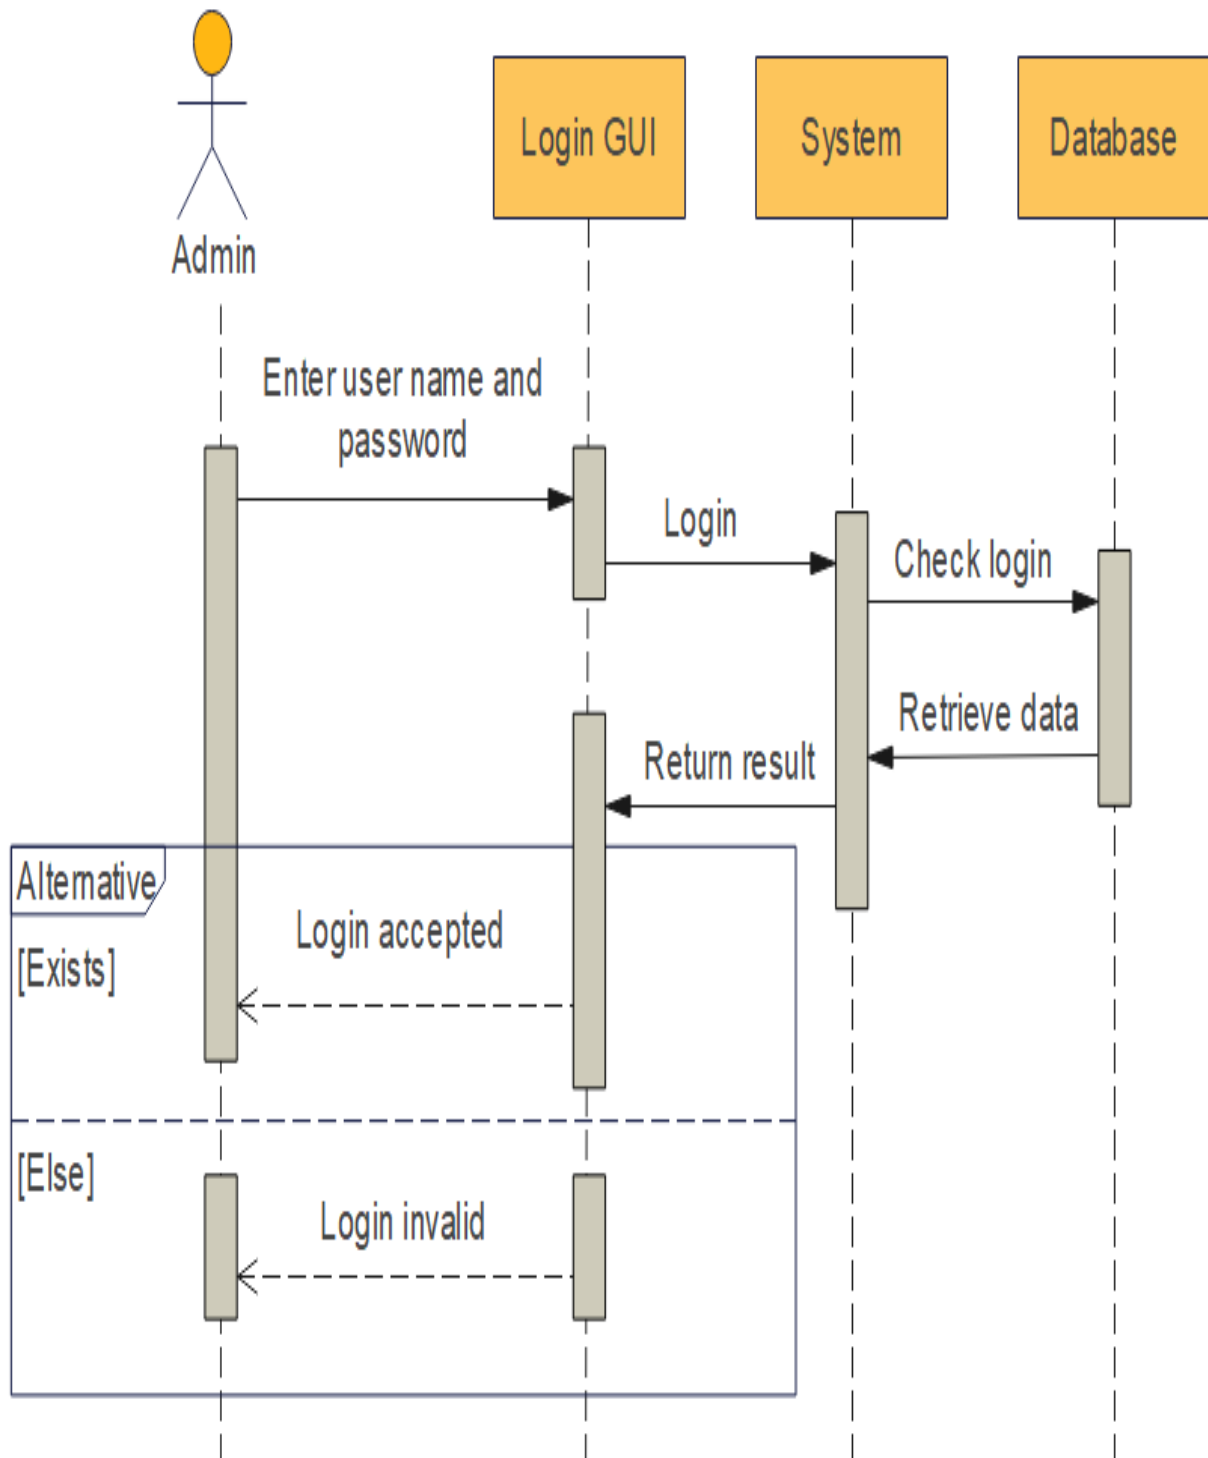 Login GUI
System
Database
Admin
Enter user name and
password
Login
Check login
Retrieve data
Return result
Alternative
[Exists]
Login accepted
[Else]
Login invalid